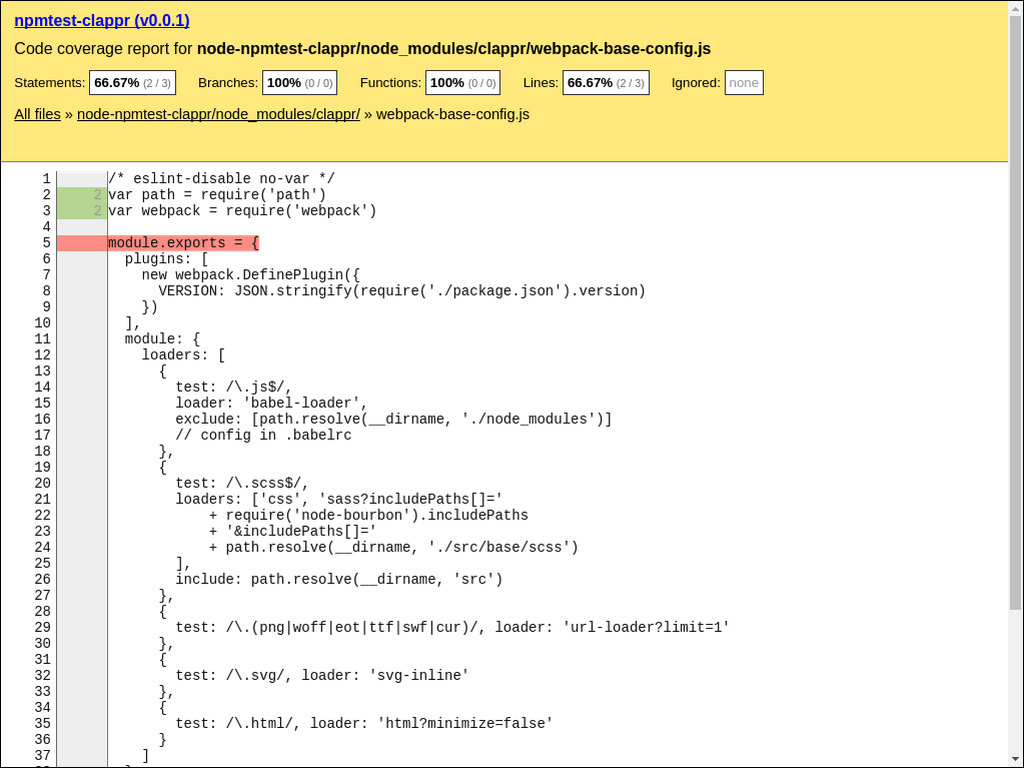 npmtest-clappr (v0.0.1)
Code coverage report for node-npmtest-clappr/node_modules/clappr/webpack-base-config.js
Statements: 66.67% (2 / 3) Branches: 100% (0 / 0) Functions: 100% (0 / 0) Lines: 66.67% (2 / 3) Ignored: none
All files » node-npmtest-clappr/node_modules/clappr/ » webpack-base-config.js
1 /* eslint-disable no-var */
2 2 var path = require('path')
3 2 var webpack = require('webpack')
4
5 module.exports = {
6   plugins: [
7     new webpack.DefinePlugin({
8       VERSION: JSON.stringify(require('./package.json').version)
9     })
10   ],
11   module: {
12     loaders: [
13       {
14         test: /\.js$/,
15         loader: 'babel-loader',
16         exclude: [path.resolve(__dirname, './node_modules')]
17         // config in .babelrc
18       },
19       {
20         test: /\.scss$/,
21         loaders: ['css', 'sass?includePaths[]='
22             + require('node-bourbon').includePaths
23             + '&includePaths[]='
24             + path.resolve(__dirname, './src/base/scss')
25         ],
26         include: path.resolve(__dirname, 'src')
27       },
28       {
29         test: /\.(png|woff|eot|ttf|swf|cur)/, loader: 'url-loader?limit=1'
30       },
31       {
32         test: /\.svg/, loader: 'svg-inline'
33       },
34       {
35         test: /\.html/, loader: 'html?minimize=false'
36       }
37     ]